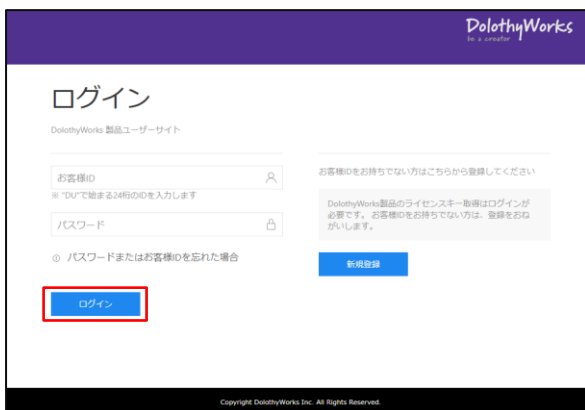 DolothyWorks
be a creator
ログイン
DolothyWorks 製品ユーザーサイト
お客様ID
※ "DU"で始まる24桁のIDを入力します
パスワード
パスワードまたはお客様IDを忘れた場合
ログイン
お客様IDをお持ちでない方はこちらから登録してください
DolothyWorks製品のライセンスキー取得はログインが
必要です。 お客様IDをお持ちでない方は、登録をおね
がいします。
新規登録
Copyright DolothyWorks Inc. All Rights Reserved.